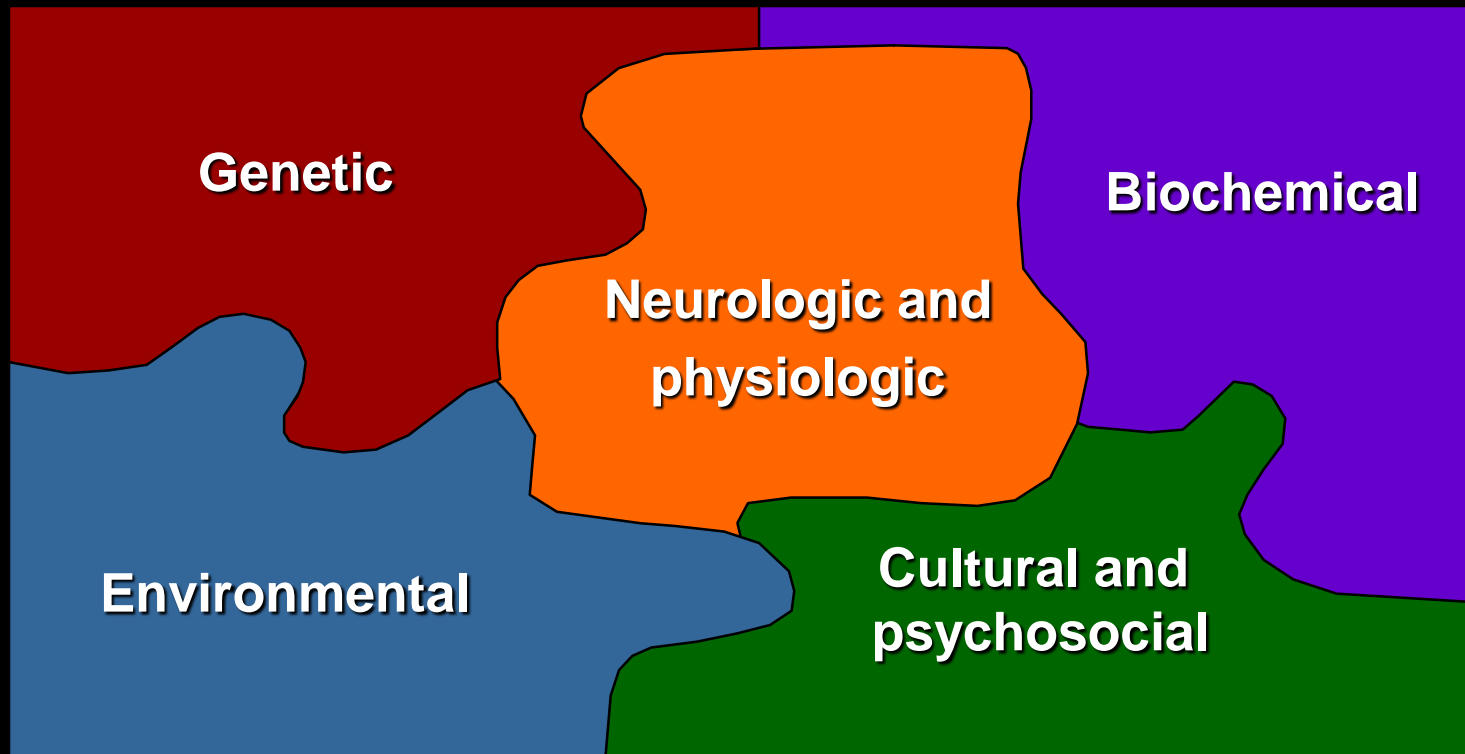 Genetic
Biochemical
Neurologic and
physiologic
Environmental
Cultural and
psychosocial